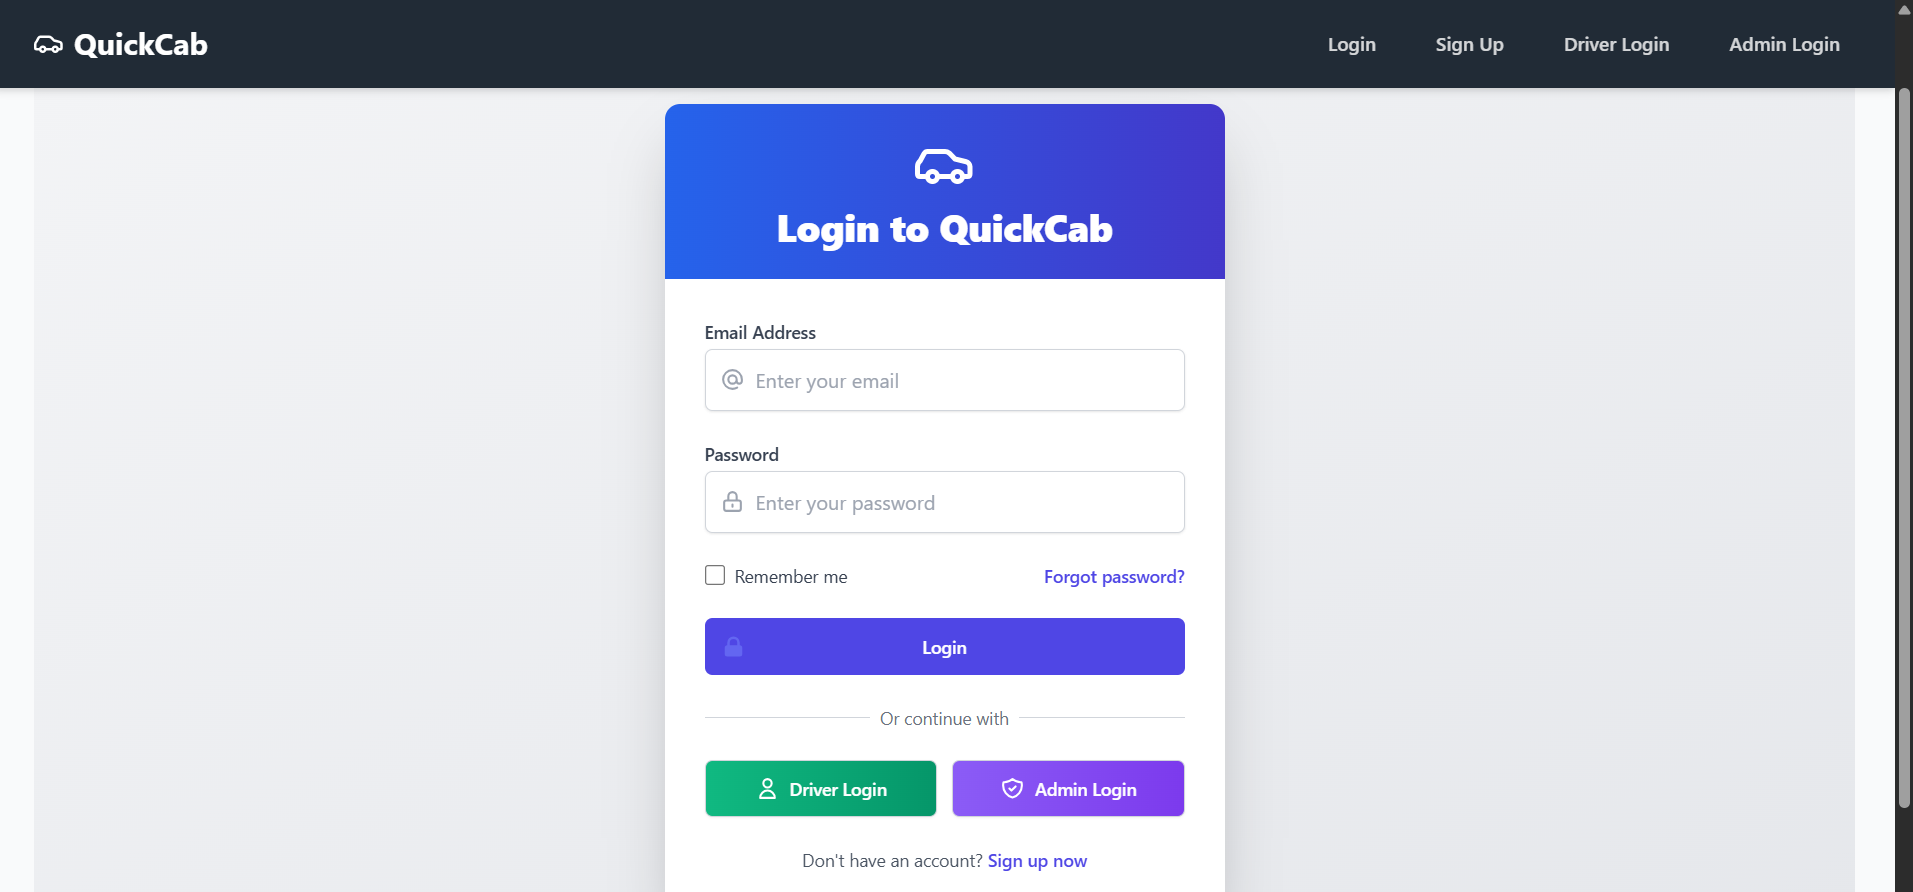 QuickCab
Login Sign Up Driver Login Admin Login
Login to QuickCab
Email Address
Enter your email
Password
Enter your password
Remember me Forgot password?
Login
Or continue with
Driver Login Admin Login
Don't have an account? Sign up now